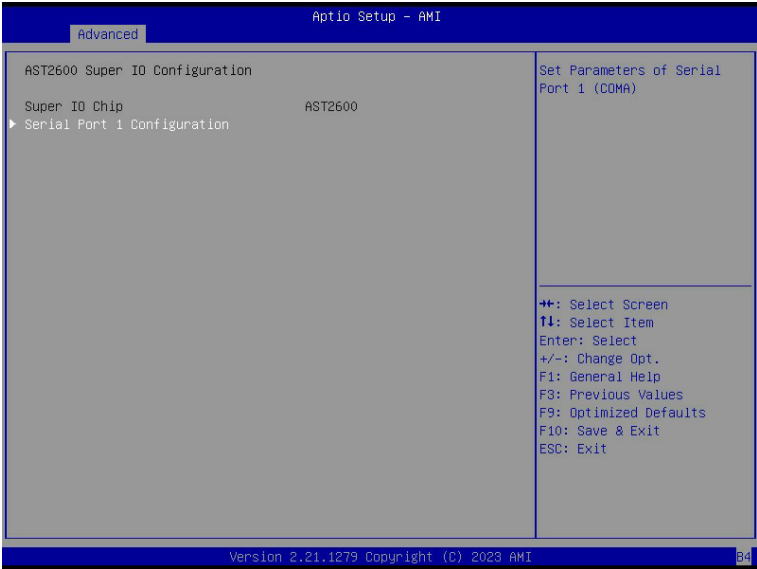 Aptio Setup – AMI
Advanced
AST2600 Super IO Configuration
Super IO Chip AST2600
▶ Serial Port 1 Configuration
Set Parameters of Serial
Port 1 (COMA)
→←: Select Screen
↑↓: Select Item
Enter: Select
+/-: Change Opt.
F1: General Help
F3: Previous Values
F9: Optimized Defaults
F10: Save & Exit
ESC: Exit
Version 2.21.1279 Copyright (C) 2023 AMI
B4